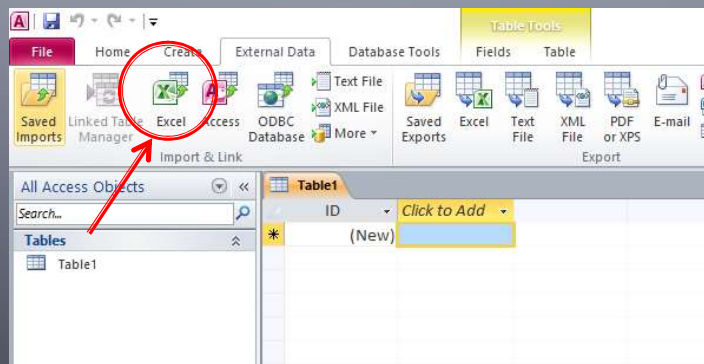 A
Table Tools
File Home Create External Data Database Tools Fields Table
Saved Imports
Linked Table Manager
Excel
Access
ODBC Database
Text File
XML File
More
Import & Link
Saved Exports
Excel
Text File
XML File
PDF or XPS
E-mail
Export
All Access Objects
Search...
Tables
Table1
Table1
ID Click to Add
* (New)